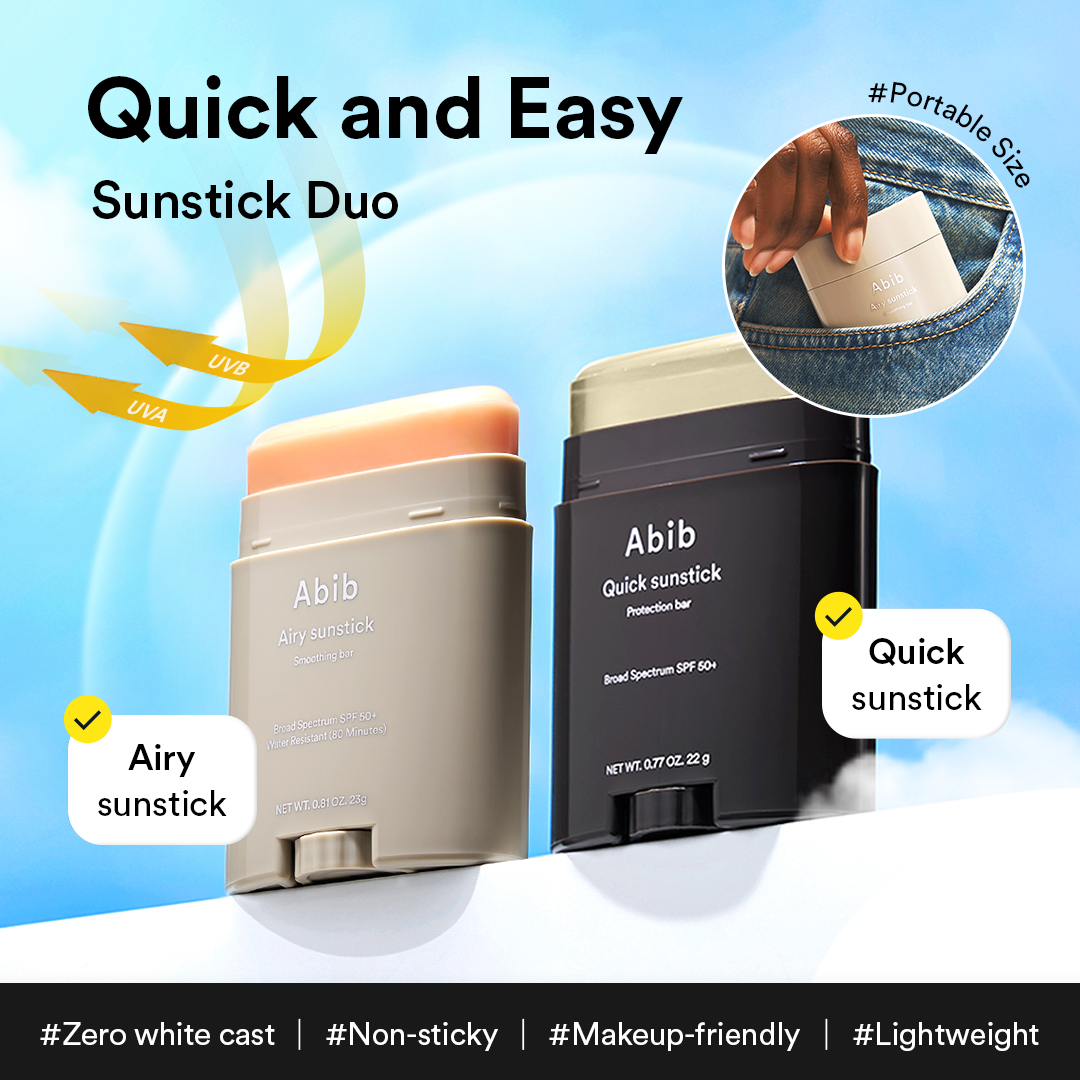 Quick and Easy
Sunstick Duo
#Portable Size
Abib
Airy sunstick
Smoothing bar
UVB
UVA
Abib
Airy sunstick
Smoothing bar
Broad Spectrum SPF 50+
Water Resistant (80 Minutes)
NET WT. 0.81 OZ. 23g
Abib
Quick sunstick
Protection bar
Broad Spectrum SPF 50+
NET WT. 0.77 OZ. 22 g
Quick
sunstick
Airy
sunstick
#Zero white cast | #Non-sticky | #Makeup-friendly | #Lightweight